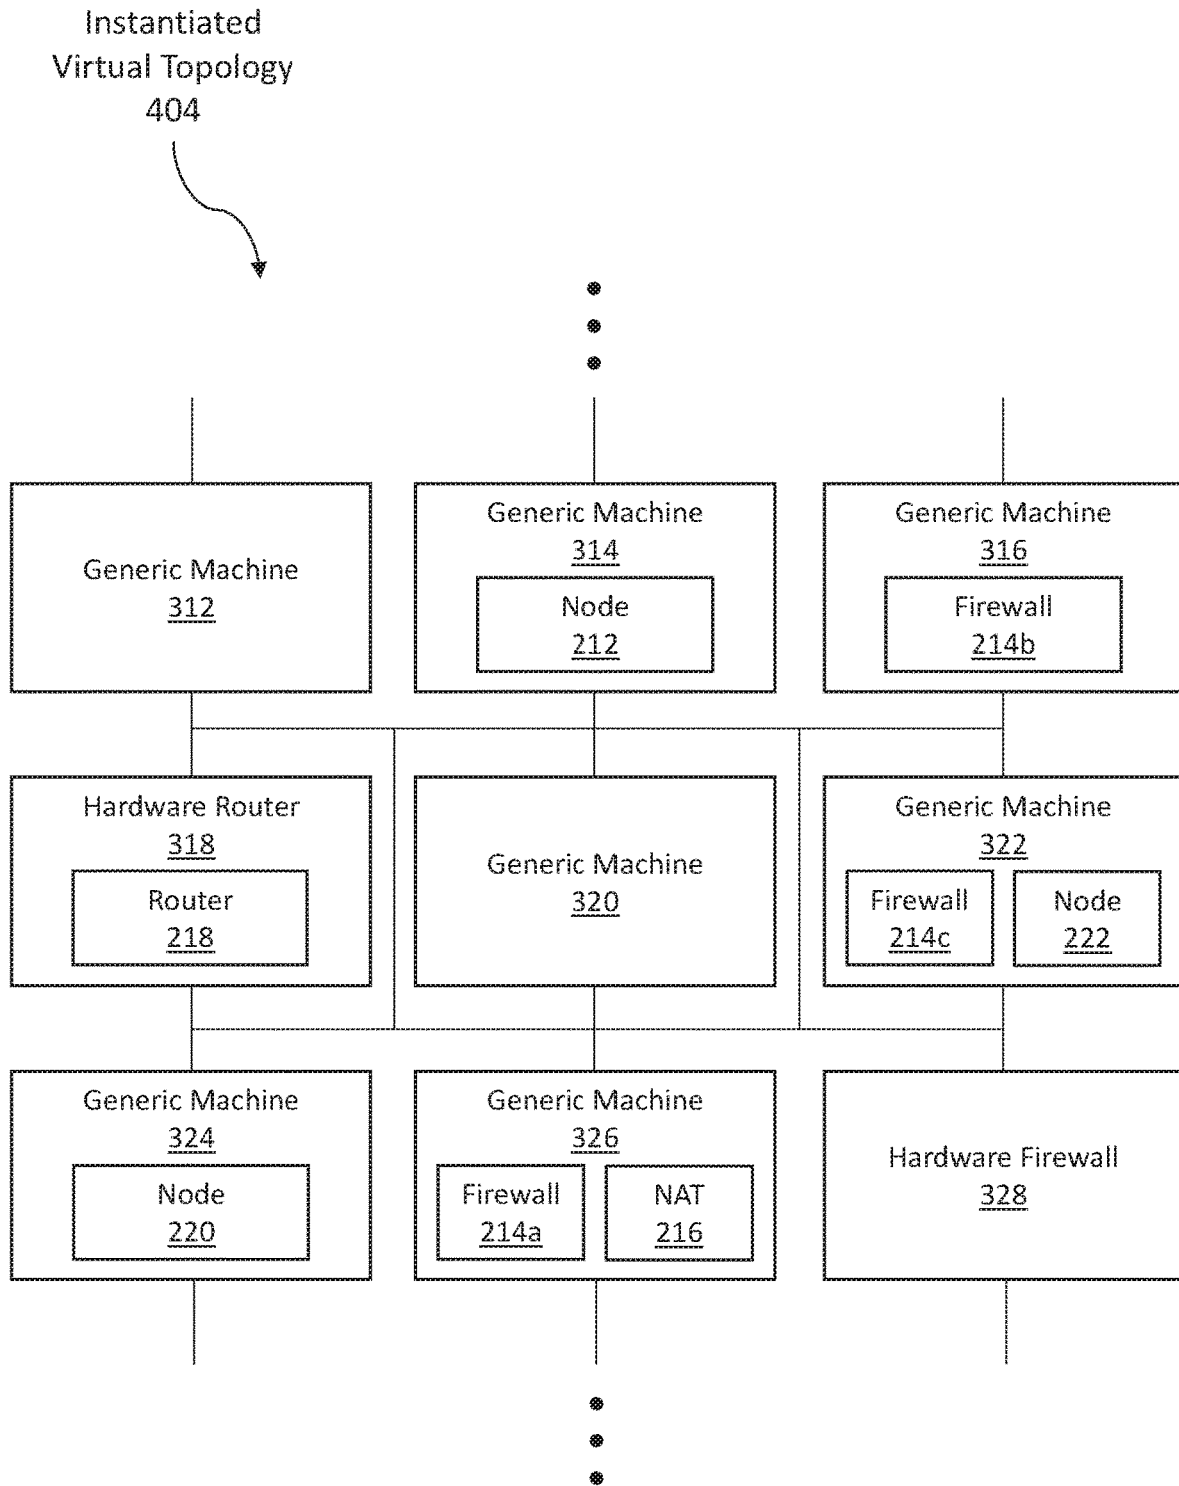 Instantiated
Virtual Topology
404
Generic Machine
312
Generic Machine
314
Node
212
Generic Machine
316
Firewall
214b
Hardware Router
318
Router
218
Generic Machine
320
Generic Machine
322
Firewall
214c
Node
222
Generic Machine
324
Node
220
Generic Machine
326
Firewall
214a
NAT
216
Hardware Firewall
328